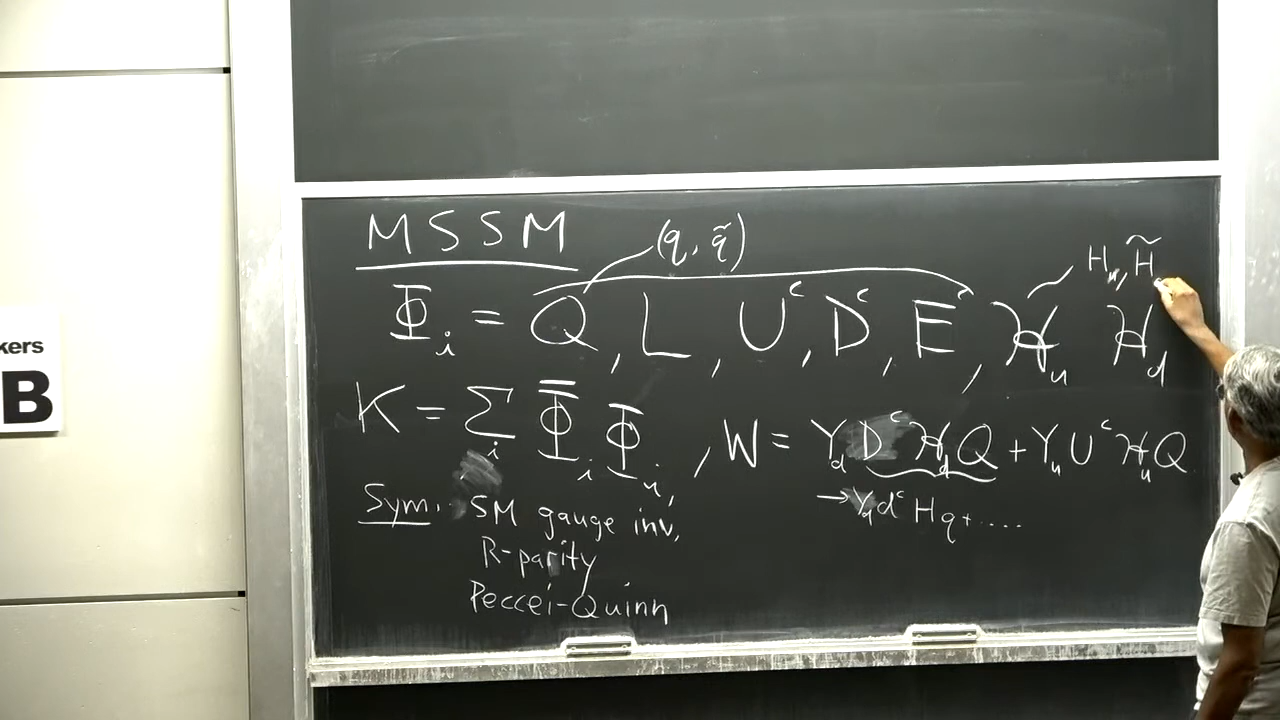 MSSM
(q, q̃)
H_u, H̃
Φ_i = Q, L, U^c, D^c, E^c, H_u H_d
K = Σ_i Φ̄_i Φ_i, , W = Y_d D^c H_d Q + Y_u U^c H_u Q
→ Y_d d^c H q + ....
Sym. SM gauge inv,
R-parity
Peccei-Quinn
kers
B